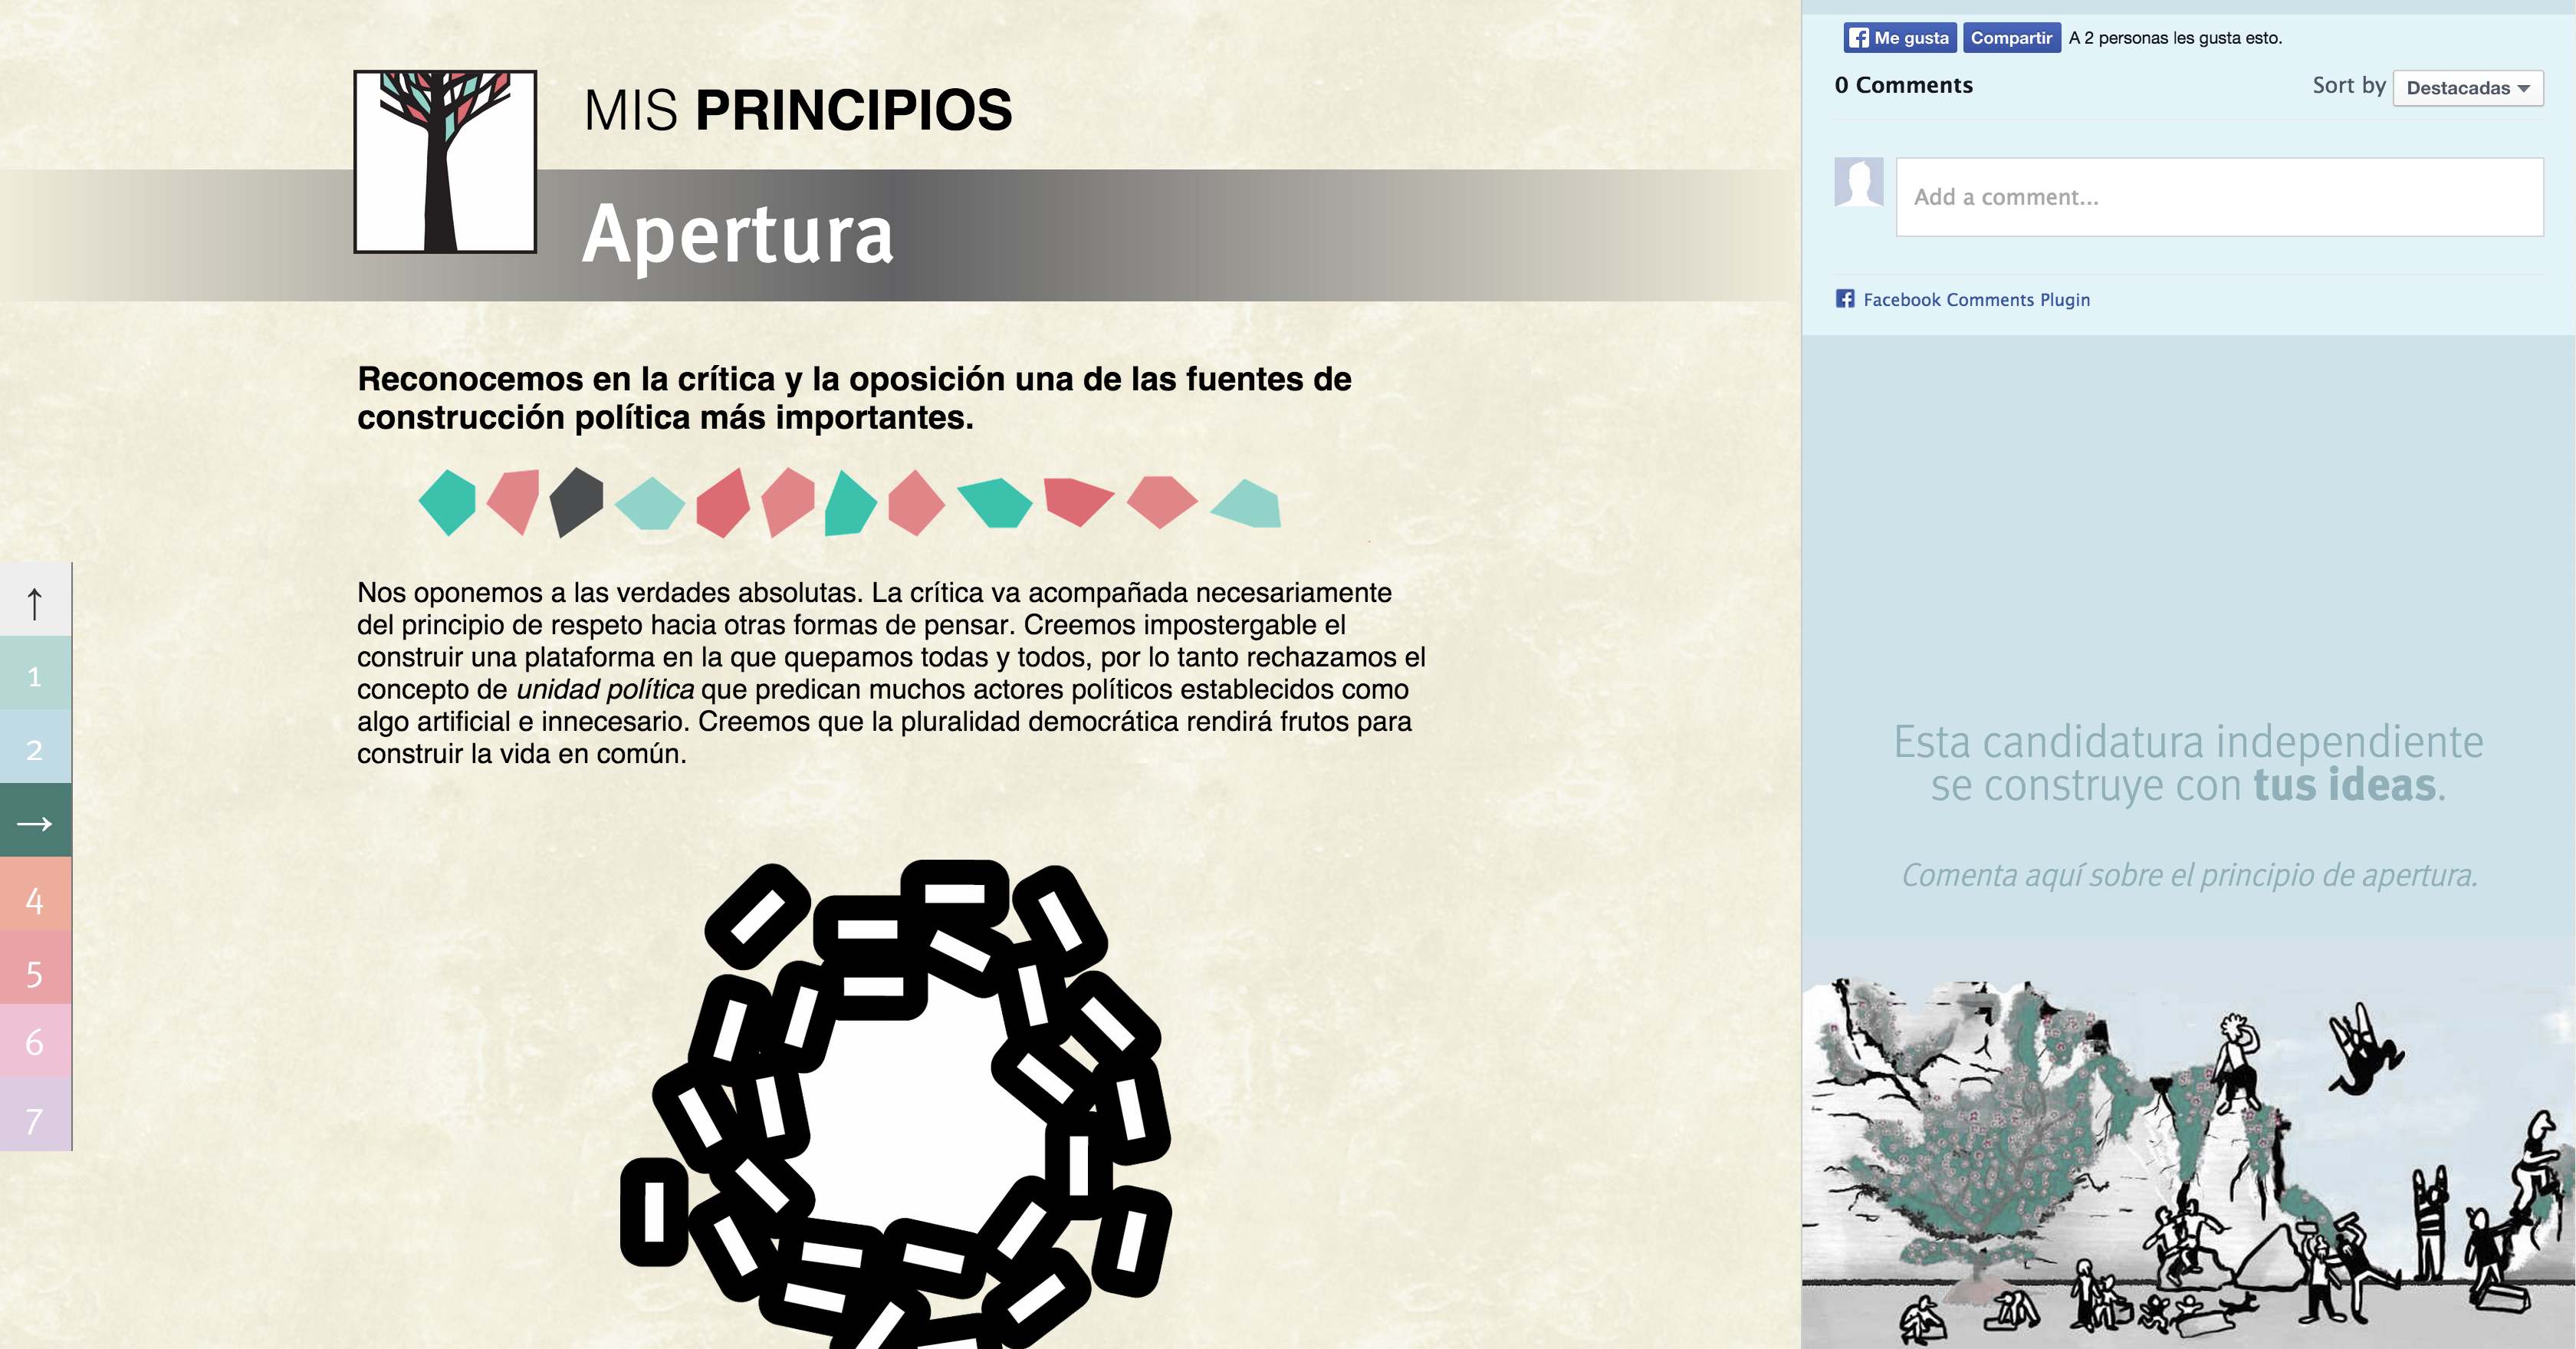 MIS PRINCIPIOS
Apertura
Reconocemos en la crítica y la oposición una de las fuentes de
construcción política más importantes.
Nos oponemos a las verdades absolutas. La crítica va acompañada necesariamente
del principio de respeto hacia otras formas de pensar. Creemos impostergable el
construir una plataforma en la que quepamos todas y todos, por lo tanto rechazamos el
concepto de unidad política que predican muchos actores políticos establecidos como
algo artificial e innecesario. Creemos que la pluralidad democrática rendirá frutos para
construir la vida en común.
↑
1
2
→
4
5
6
7
Me gusta Compartir A 2 personas les gusta esto.
0 Comments Sort by Destacadas
Add a comment...
Facebook Comments Plugin
Esta candidatura independiente
se construye con tus ideas.
Comenta aquí sobre el principio de apertura.